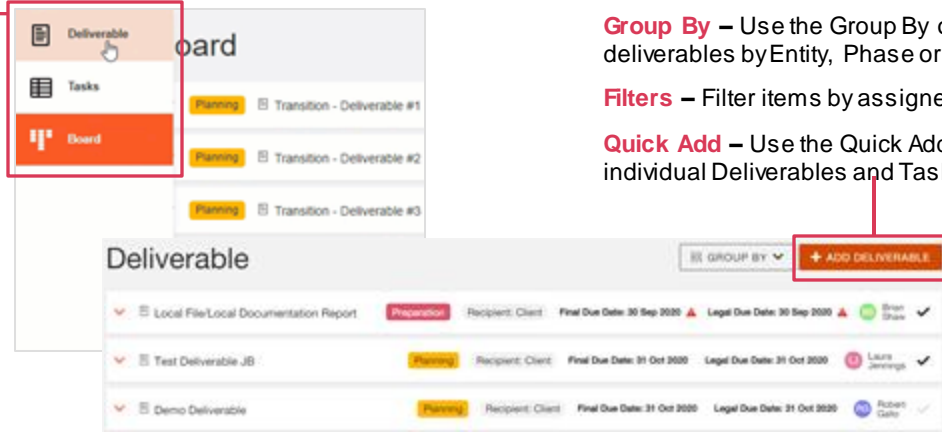 Deliverable
Tasks
Board
oard
Planning Transition - Deliverable #1
Planning Transition - Deliverable #2
Planning Transition - Deliverable #3
Group By – Use the Group By
deliverables by Entity, Phase or
Filters – Filter items by assigne
Quick Add – Use the Quick Add
individual Deliverables and Tas
Deliverable
GROUP BY
+ ADD DELIVERABLE
Local File/Local Documentation Report Preparation Recipient: Client Final Due Date: 30 Sep 2020 Legal Due Date: 30 Sep 2020 Brian Shaw
Test Deliverable JB Planning Recipient: Client Final Due Date: 31 Oct 2020 Legal Due Date: 31 Oct 2020 Laura Jennings
Demo Deliverable Planning Recipient: Client Final Due Date: 31 Oct 2020 Legal Due Date: 31 Oct 2020 Robert Gallo